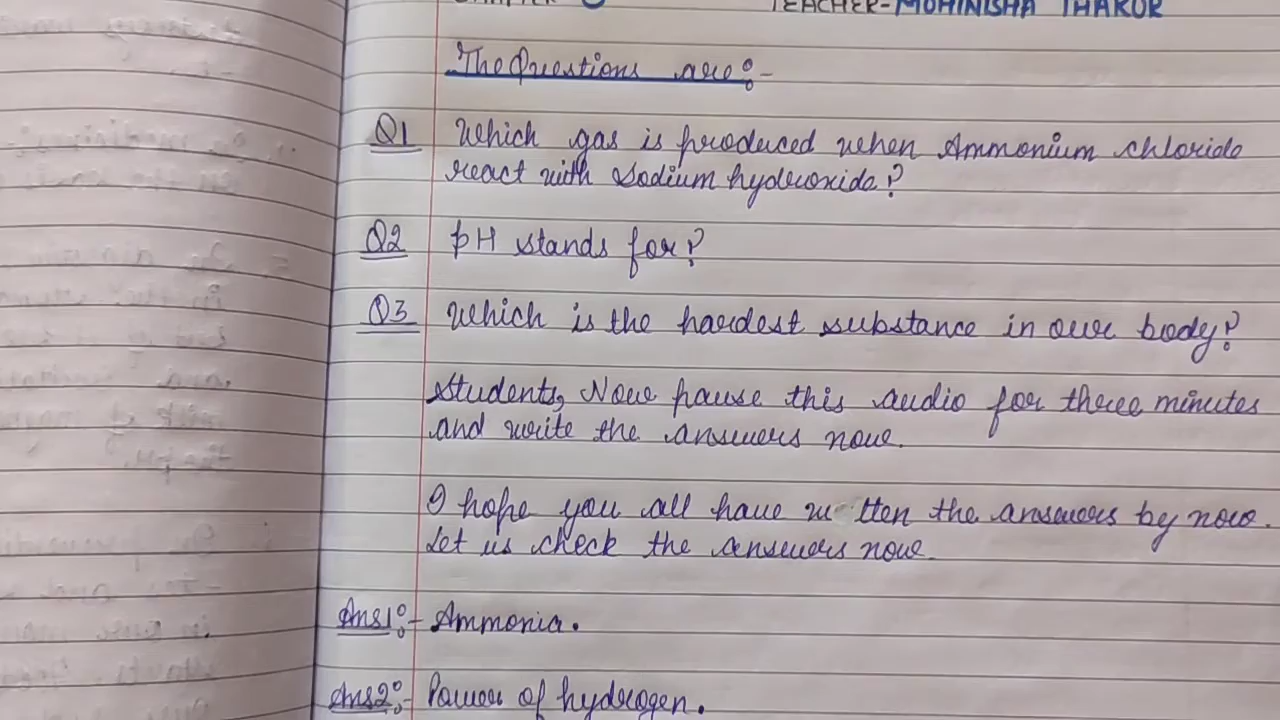 TEACHER-MOHINISHA THAKUR
The Questions are:-
Q1 Which gas is produced when Ammonium chloride
react with Sodium hydroxide?
Q2 pH stands for?
Q3 Which is the hardest substance in our body?
Students, Now pause this audio for three minutes
and write the answers now.
I hope you all have written the answers by now.
Let us check the answers now.
Ans1:- Ammonia.
Ans2:- Power of hydrogen.